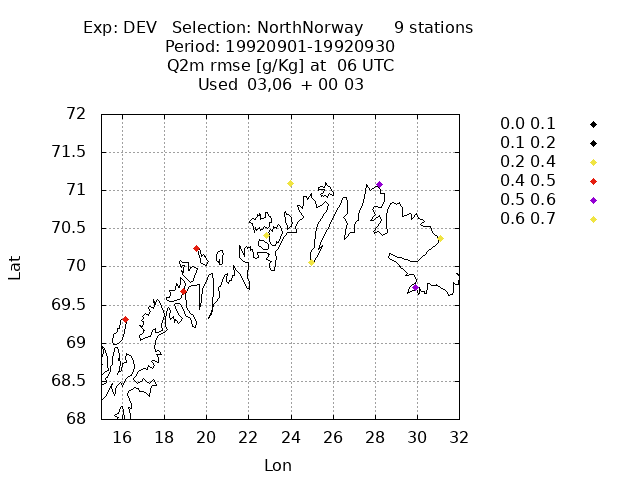 Exp: DEV   Selection: NorthNorway      9 stations
Period: 19920901-19920930
Q2m rmse [g/Kg] at  06 UTC
Used  03,06  + 00 03
72
71.5
71
70.5
70
69.5
69
68.5
68
16 18 20 22 24 26 28 30 32
Lon
Lat
0.0 0.1
0.1 0.2
0.2 0.4
0.4 0.5
0.5 0.6
0.6 0.7